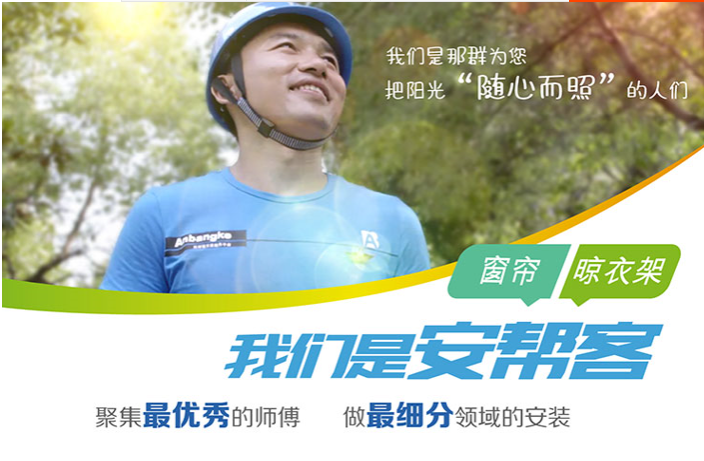 我们是那群为您
把阳光“随心而照”的人们
Anbangke
A
窗帘 晾衣架
我们是安帮客
聚集最优秀的师傅 做最细分领域的安装